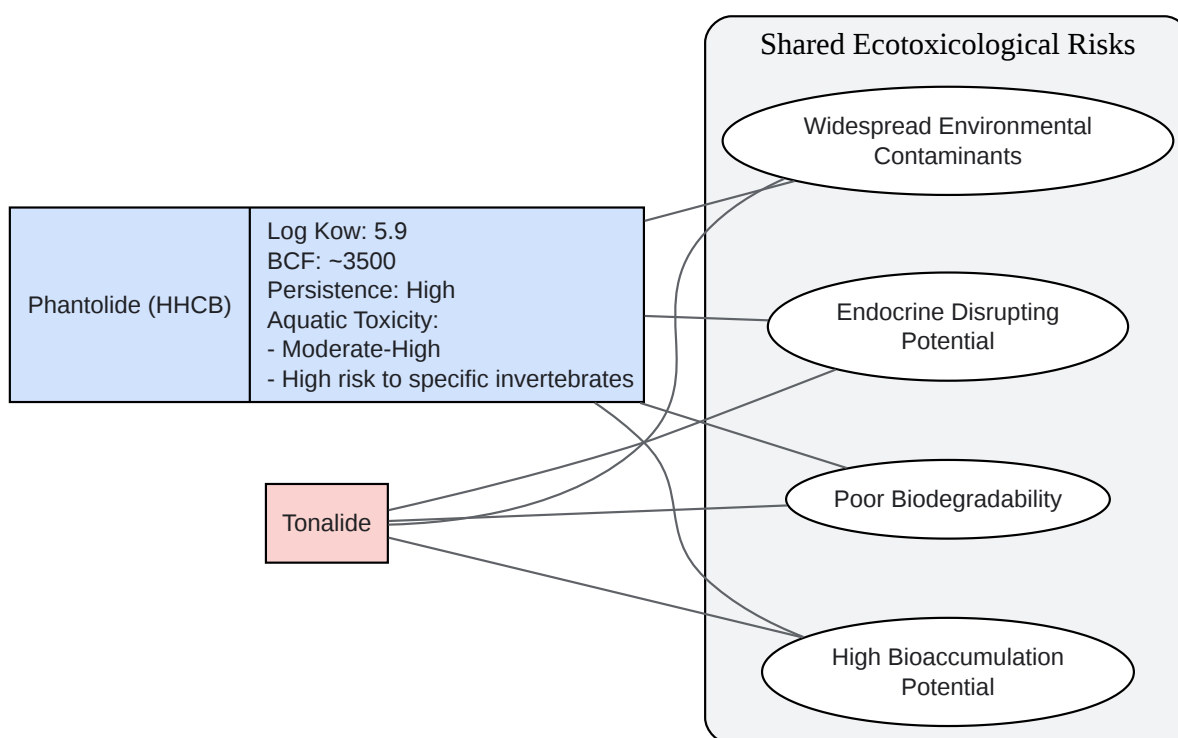 Shared Ecotoxicological Risks
Widespread Environmental
Contaminants
Phantolide (HHCB)
Log Kow: 5.9
BCF: ~3500
Persistence: High
Aquatic Toxicity:
- Moderate-High
- High risk to specific invertebrates
Endocrine Disrupting
Potential
Tonalide
Poor Biodegradability
High Bioaccumulation
Potential